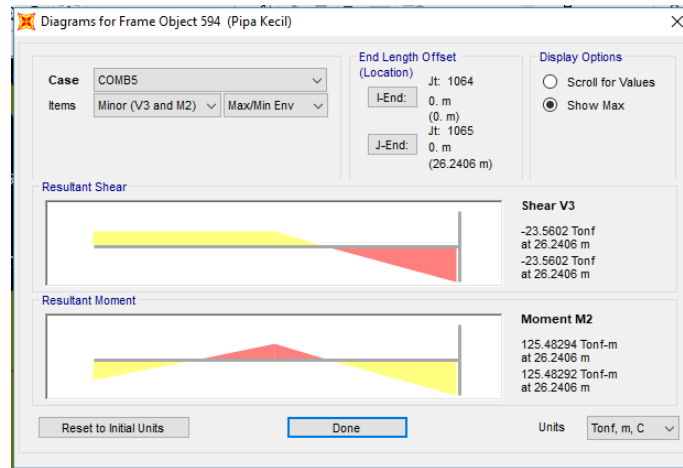 Diagrams for Frame Object 594 (Pipa Kecil)
Case
COMB5
Items
Minor (V3 and M2)
Max/Min Env
End Length Offset
(Location)
Jt: 1064
I-End:
0. m
(0. m)
Jt: 1065
J-End:
0. m
(26.2406 m)
Display Options
Scroll for Values
Show Max
Resultant Shear
Shear V3
-23.5602 Tonf
at 26.2406 m
-23.5602 Tonf
at 26.2406 m
Resultant Moment
Moment M2
125.48294 Tonf-m
at 26.2406 m
125.48292 Tonf-m
at 26.2406 m
Reset to Initial Units
Done
Units
Tonf, m, C